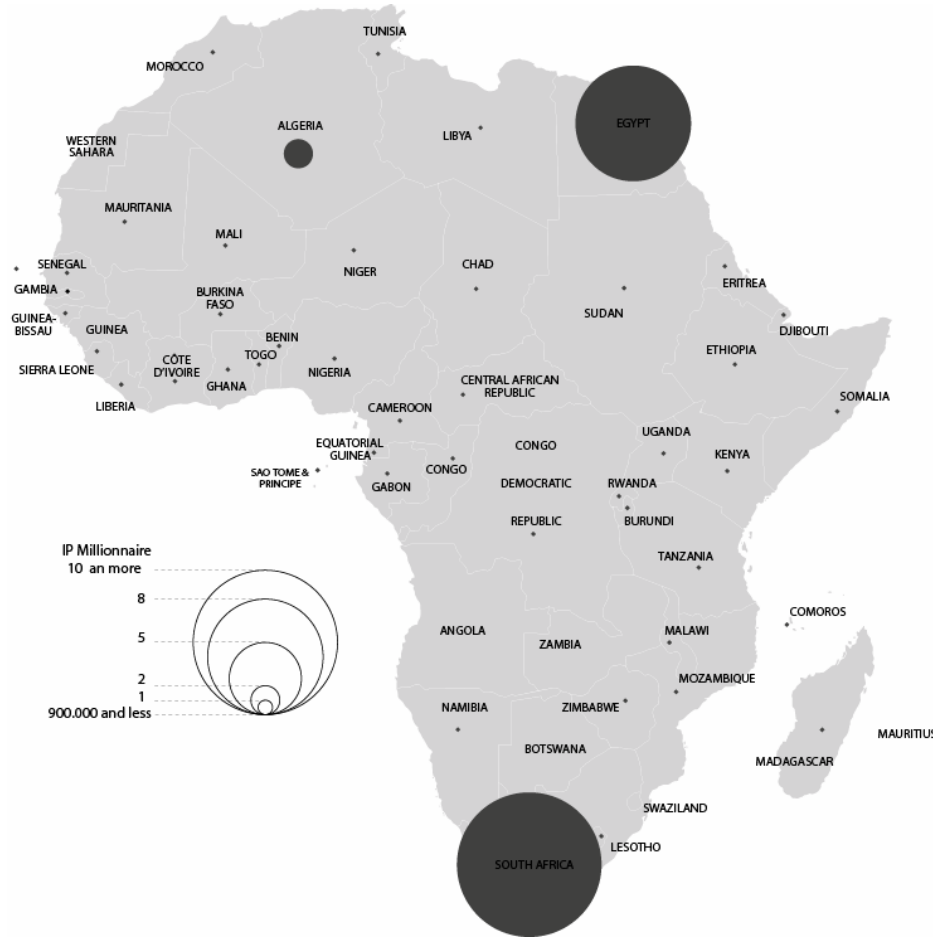 TUNISIA
MOROCCO
ALGERIA
LIBYA
EGYPT
WESTERN
SAHARA
MAURITANIA
MALI
NIGER
CHAD
SUDAN
ERITREA
SENEGAL
GAMBIA
GUINEA-
BISSAU
GUINEA
BURKINA
FASO
BENIN
TOGO
CÔTE
D'IVOIRE
GHANA
NIGERIA
SIERRA LEONE
LIBERIA
DJIBOUTI
ETHIOPIA
SOMALIA
CENTRAL AFRICAN
REPUBLIC
CAMEROON
EQUATORIAL
GUINEA
SAO TOME &
PRINCIPE
GABON
CONGO
CONGO
DEMOCRATIC
REPUBLIC
UGANDA
KENYA
RWANDA
BURUNDI
TANZANIA
IP Millionnaire
10 an more
8
5
2
1
900.000 and less
COMOROS
ANGOLA
ZAMBIA
MALAWI
MOZAMBIQUE
NAMIBIA
ZIMBABWE
BOTSWANA
MADAGASCAR
MAURITIUS
SWAZILAND
LESOTHO
SOUTH AFRICA